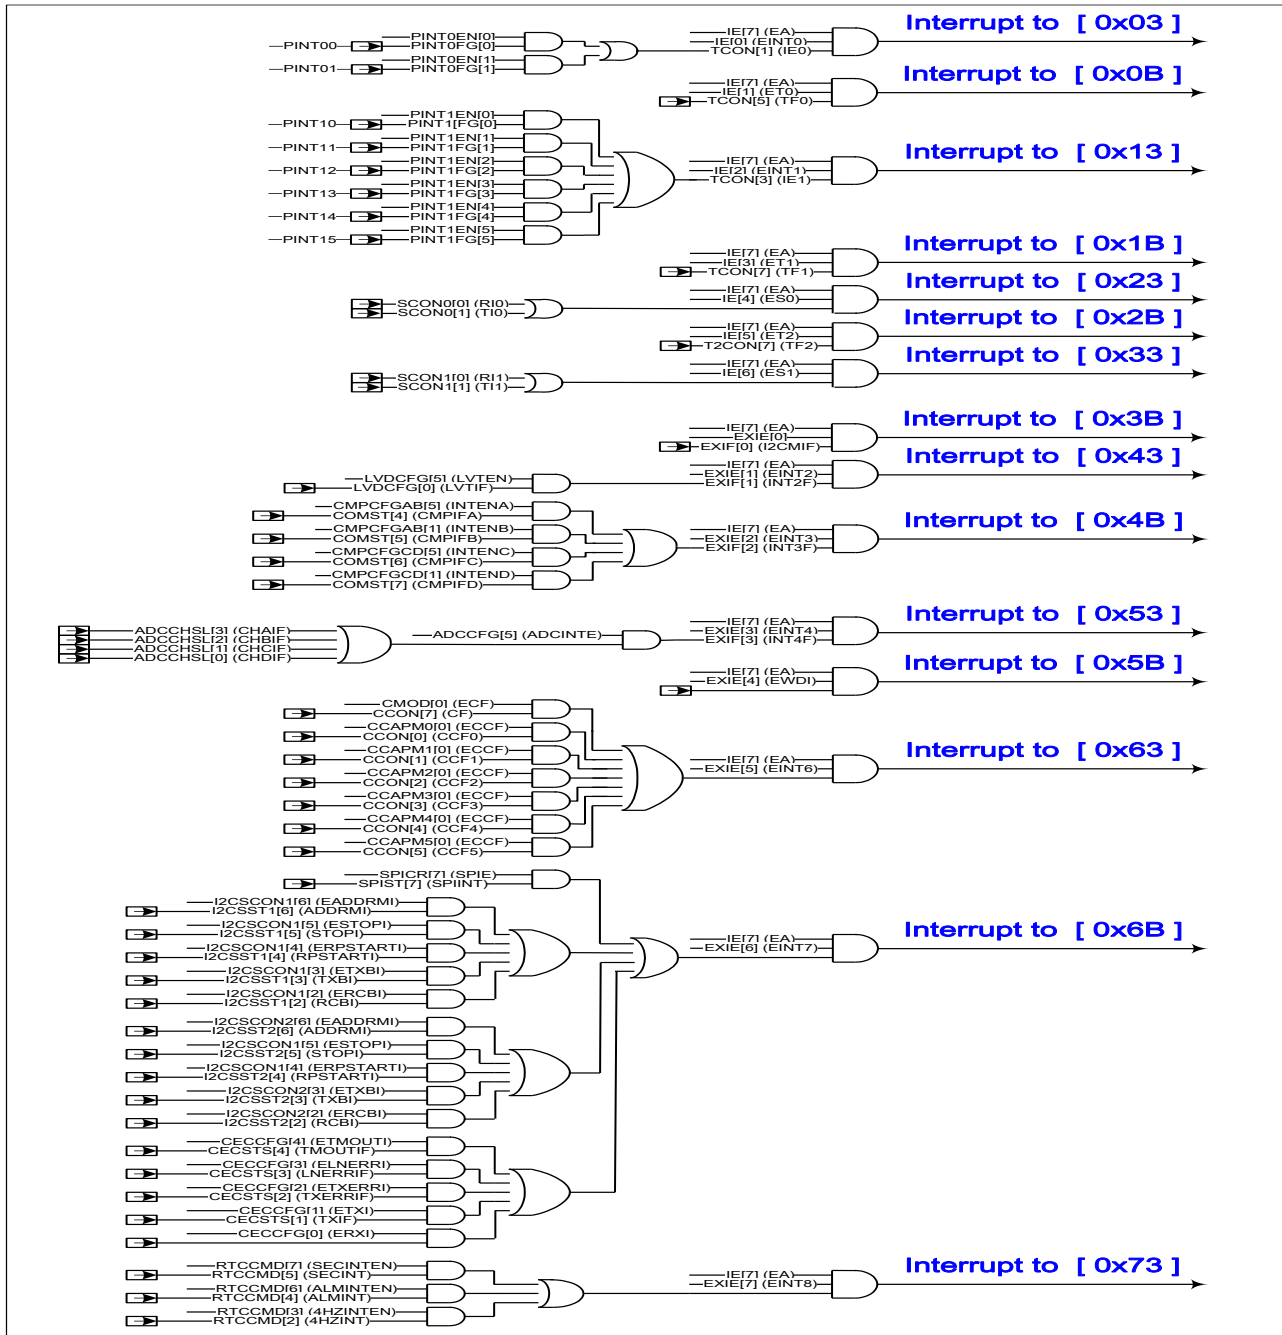 Interrupt to [ 0x03 ]
PINT0EN[0]
PINT00
PINT0FG[0]
PINT0EN[1]
PINT01
PINT0FG[1]
IE[7] (EA)
IE[0] (EINT0)
TCON[1] (IE0)
Interrupt to [ 0x0B ]
IE[7] (EA)
IE[1] (ET0)
TCON[5] (TF0)
PINT1EN[0]
PINT10
PINT1[FG[0]
PINT1EN[1]
PINT11
PINT1FG[1]
PINT1EN[2]
PINT12
PINT1FG[2]
PINT1EN[3]
PINT13
PINT1FG[3]
PINT1EN[4]
PINT14
PINT1FG[4]
PINT1EN[5]
PINT15
PINT1FG[5]
Interrupt to [ 0x13 ]
IE[7] (EA)
IE[2] (EINT1)
TCON[3] (IE1)
Interrupt to [ 0x1B ]
IE[7] (EA)
IE[3] (ET1)
TCON[7] (TF1)
Interrupt to [ 0x23 ]
SCON0[0] (RI0)
SCON0[1] (TI0)
IE[7] (EA)
IE[4] (ES0)
Interrupt to [ 0x2B ]
IE[7] (EA)
IE[5] (ET2)
T2CON[7] (TF2)
Interrupt to [ 0x33 ]
SCON1[0] (RI1)
SCON1[1] (TI1)
IE[7] (EA)
IE[6] (ES1)
Interrupt to [ 0x3B ]
IE[7] (EA)
EXIE[0]
EXIF[0] (I2CMIF)
Interrupt to [ 0x43 ]
LVDCFG[5] (LVTEN)
LVDCFG[0] (LVTIF)
IE[7] (EA)
EXIE[1] (EINT2)
EXIF[1] (INT2F)
Interrupt to [ 0x4B ]
CMPCFGAB[5] (INTENA)
COMST[4] (CMPIFA)
CMPCFGAB[1] (INTENB)
COMST[5] (CMPIFB)
CMPCFGCD[5] (INTENC)
COMST[6] (CMPIFC)
CMPCFGCD[1] (INTEND)
COMST[7] (CMPIFD)
IE[7] (EA)
EXIE[2] (EINT3)
EXIF[2] (INT3F)
Interrupt to [ 0x53 ]
ADCCHSL[3] (CHAIF)
ADCCHSL[2] (CHBIF)
ADCCHSL[1] (CHCIF)
ADCCHSL[0] (CHDIF)
ADCCFG[5] (ADCINTE)
IE[7] (EA)
EXIE[3] (EINT4)
EXIF[3] (INT4F)
Interrupt to [ 0x5B ]
IE[7] (EA)
EXIE[4] (EWDI)
Interrupt to [ 0x63 ]
CMOD[0] (ECF)
CCON[7] (CF)
CCAPM0[0] (ECCF)
CCON[0] (CCF0)
CCAPM1[0] (ECCF)
CCON[1] (CCF1)
CCAPM2[0] (ECCF)
CCON[2] (CCF2)
CCAPM3[0] (ECCF)
CCON[3] (CCF3)
CCAPM4[0] (ECCF)
CCON[4] (CCF4)
CCAPM5[0] (ECCF)
CCON[5] (CCF5)
IE[7] (EA)
EXIE[5] (EINT6)
Interrupt to [ 0x6B ]
SPICR[7] (SPIE)
SPIST[7] (SPIINT)
I2CSCON1[6] (EADDRMI)
I2CSST1[6] (ADDRMI)
I2CSCON1[5] (ESTOPI)
I2CSST1[5] (STOPI)
I2CSCON1[4] (ERPSTARTI)
I2CSST1[4] (RPSTARTI)
I2CSCON1[3] (ETXBI)
I2CSST1[3] (TXBI)
I2CSCON1[2] (ERCBI)
I2CSST1[2] (RCBI)
IE[7] (EA)
EXIE[6] (EINT7)
I2CSCON2[6] (EADDRMI)
I2CSST2[6] (ADDRMI)
I2CSCON1[5] (ESTOPI)
I2CSST2[5] (STOPI)
I2CSCON1[4] (ERPSTARTI)
I2CSST2[4] (RPSTARTI)
I2CSCON2[3] (ETXBI)
I2CSST2[3] (TXBI)
I2CSCON2[2] (ERCBI)
I2CSST2[2] (RCBI)
CECCFG[4] (ETMOUTI)
CECSTS[4] (TMOUTIF)
CECCFG[3] (ELNERRI)
CECSTS[3] (LNERRIF)
CECCFG[2] (ETXERRI)
CECSTS[2] (TXERRIF)
CECCFG[1] (ETXI)
CECSTS[1] (TXIF)
CECCFG[0] (ERXI)
Interrupt to [ 0x73 ]
RTCCMD[7] (SECINTEN)
RTCCMD[5] (SECINT)
RTCCMD[6] (ALMINTEN)
RTCCMD[4] (ALMINT)
RTCCMD[3] (4HZINTEN)
RTCCMD[2] (4HZINT)
IE[7] (EA)
EXIE[7] (EINT8)